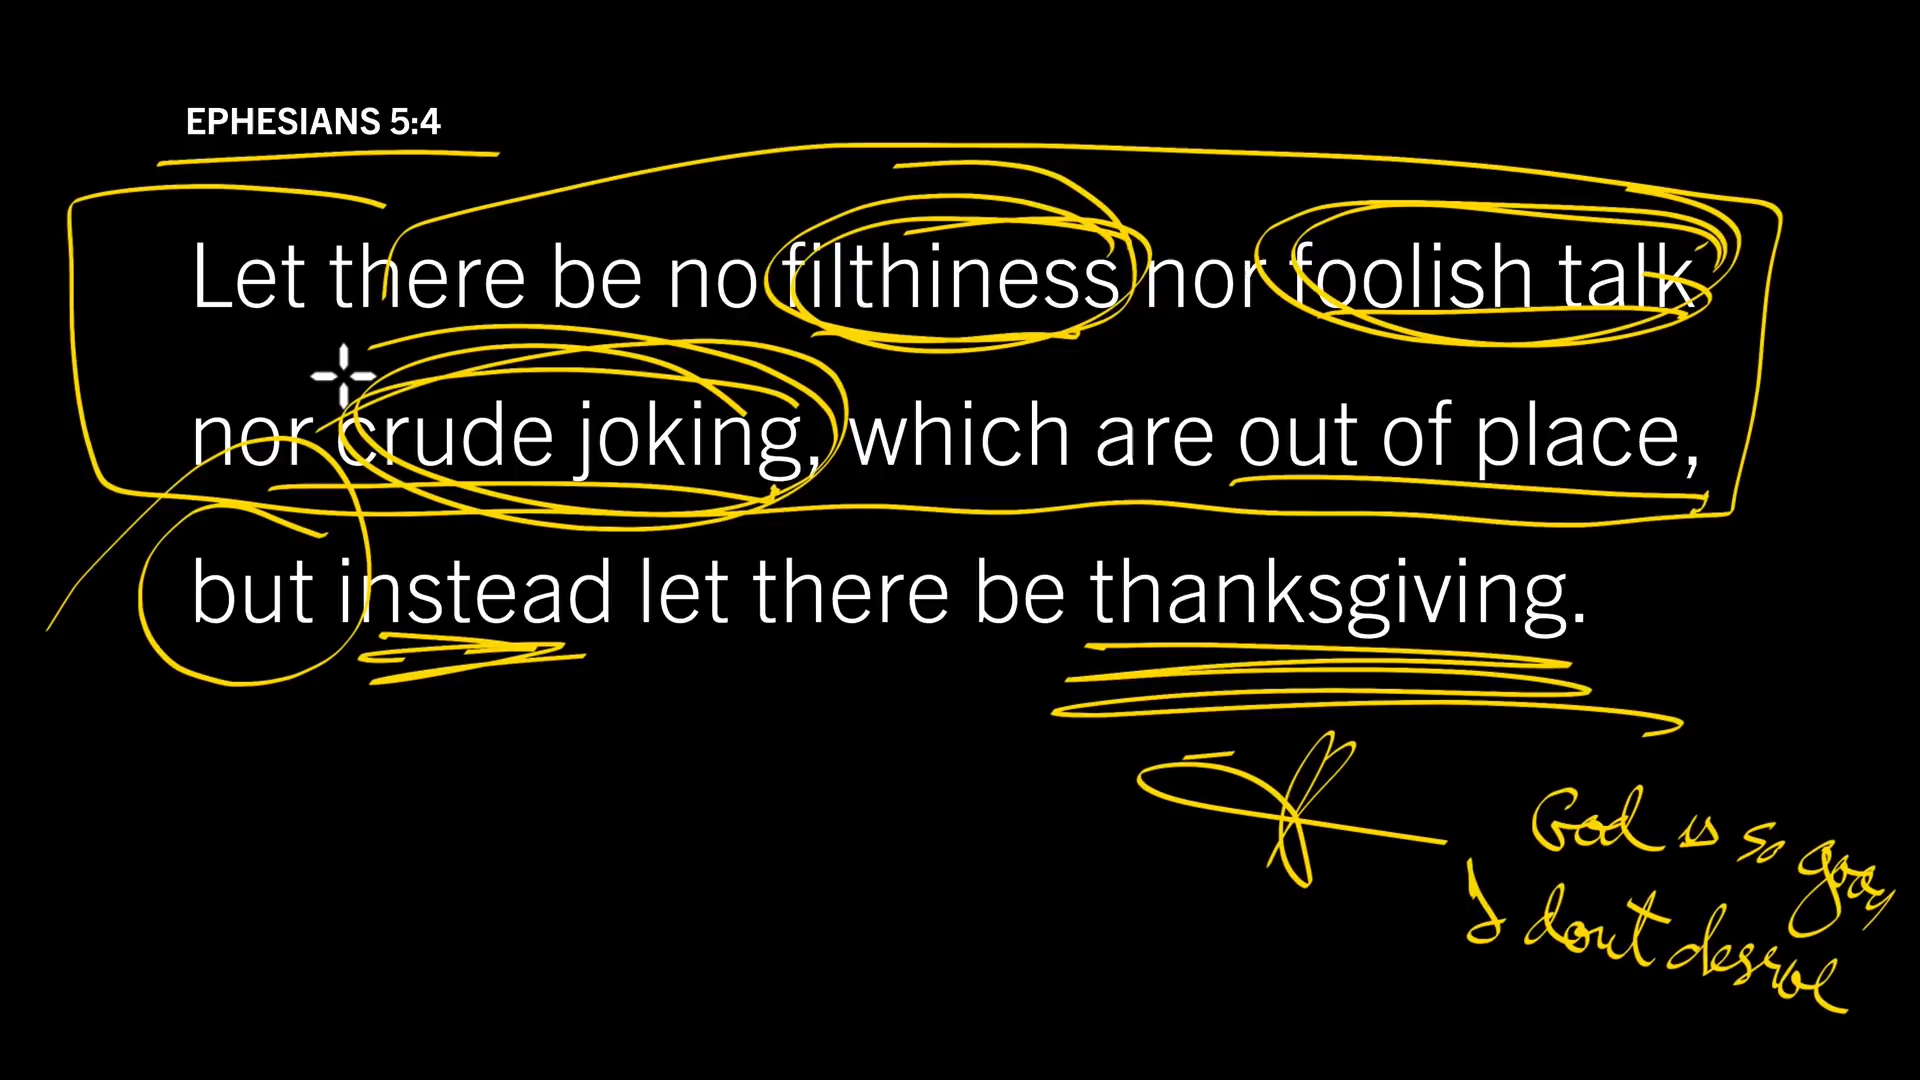 EPHESIANS 5:4
Let there be no filthiness nor foolish talk
nor crude joking, which are out of place,
but instead let there be thanksgiving.
God is so good
I don't deserve